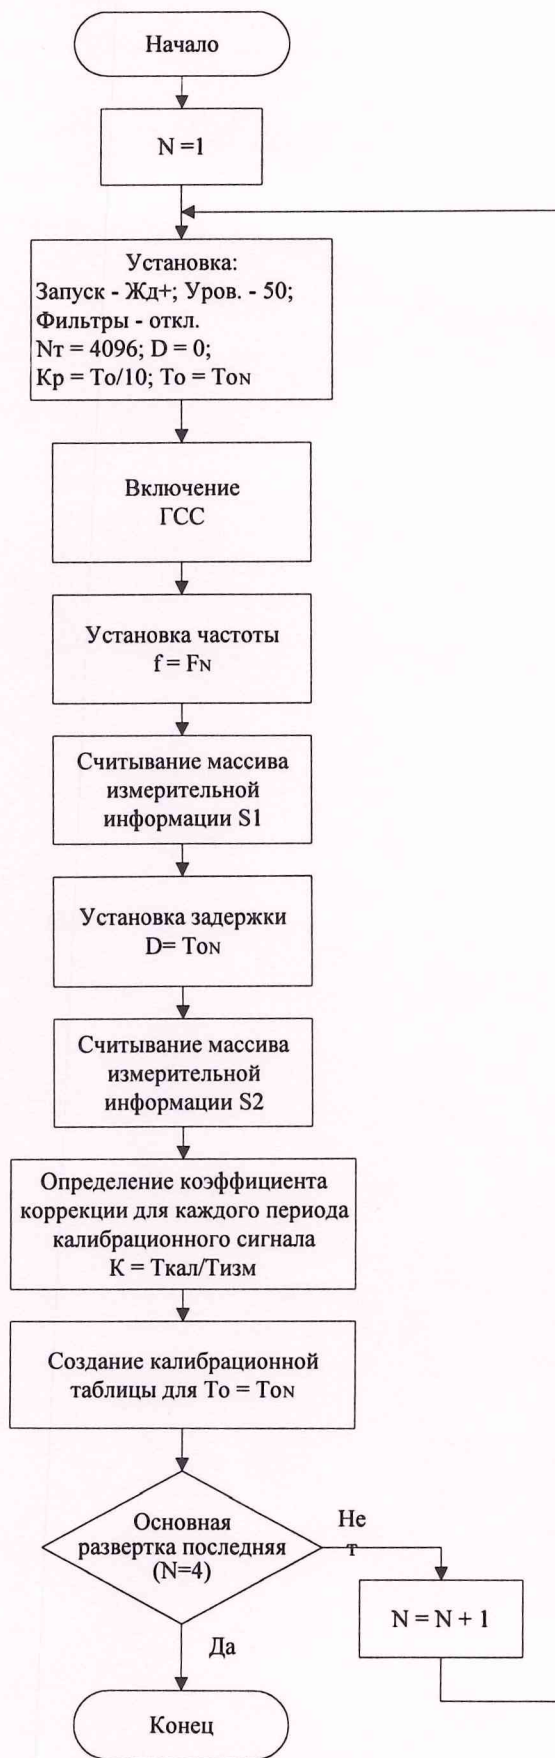 Начало
N =1
Установка:
Запуск - Жд+; Уров. - 50;
Фильтры - откл.
Nт = 4096; D = 0;
Кр = То/10; То = ТоN
Включение
ГСС
Установка частоты
f = FN
Считывание массива
измерительной
информации S1
Установка задержки
D= ТоN
Считывание массива
измерительной
информации S2
Определение коэффициента
коррекции для каждого периода
калибрационного сигнала
К = Ткал/Тизм
Создание калибрационной
таблицы для То = ТоN
Основная
развертка последняя
(N=4)
Не
т
N = N + 1
Да
Конец